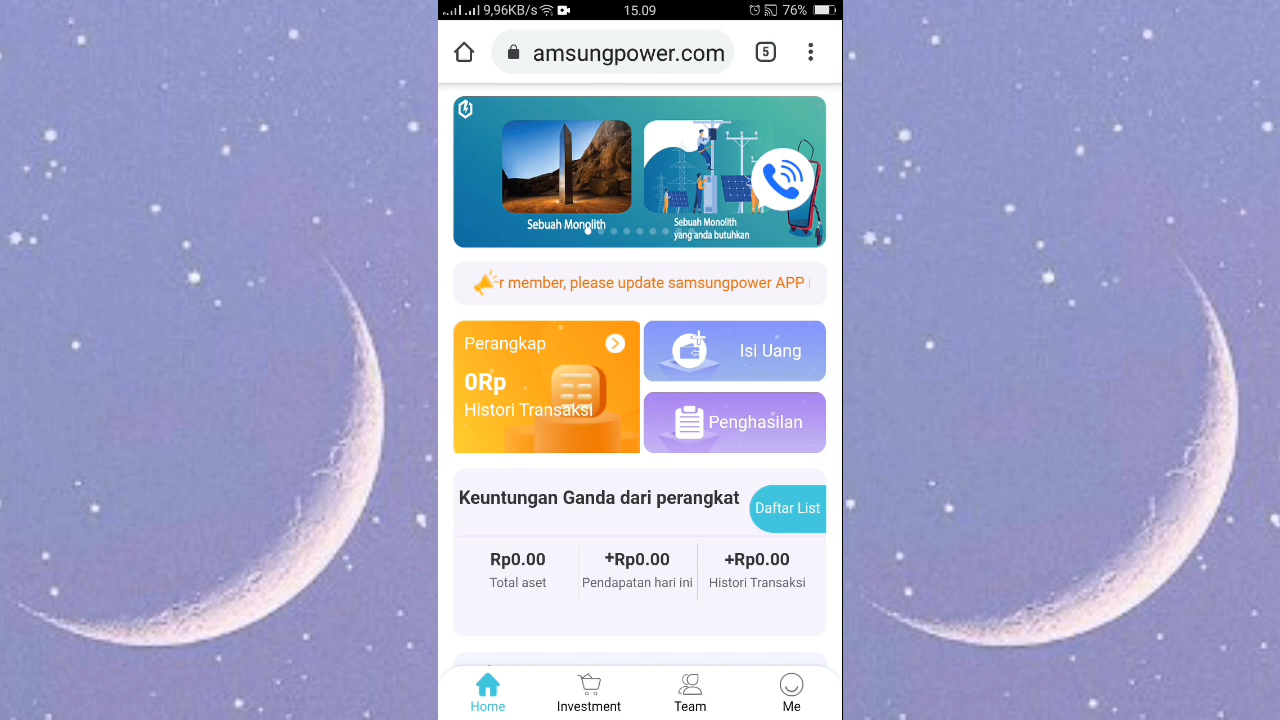 9,96KB/s
15.09
76%
amsungpower.com
5
Sebuah Monolith
Sebuah Monolith
yang anda butuhkan
r member, please update samsungpower APP
Perangkap
0Rp
Histori Transaksi
Isi Uang
Penghasilan
Keuntungan Ganda dari perangkat
Daftar List
Rp0.00
+Rp0.00
+Rp0.00
Total aset
Pendapatan hari ini
Histori Transaksi
Home
Investment
Team
Me